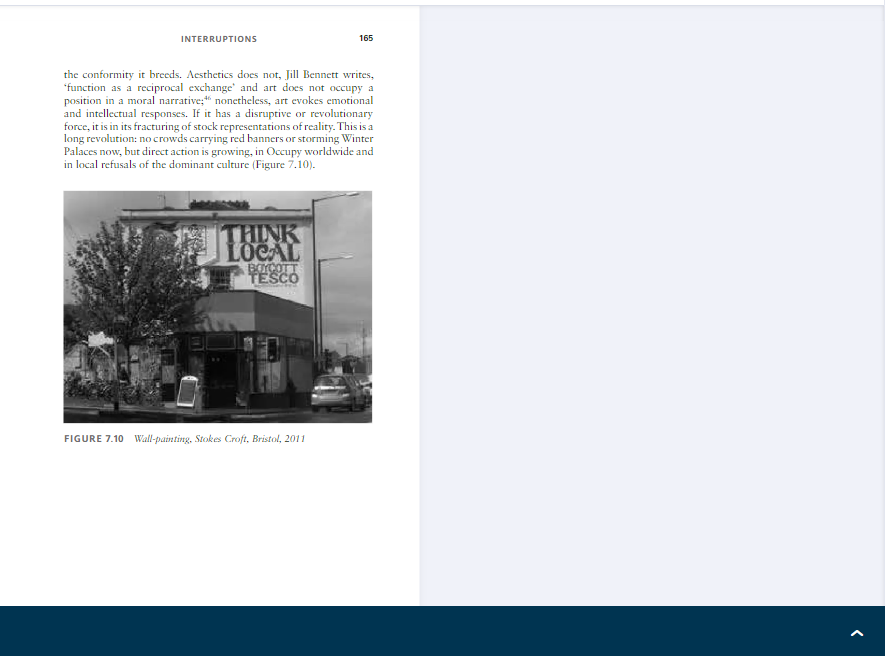 INTERRUPTIONS 165
the conformity it breeds. Aesthetics does not, Jill Bennett writes,
‘function as a reciprocal exchange’ and art does not occupy a
position in a moral narrative;⁴⁶ nonetheless, art evokes emotional
and intellectual responses. If it has a disruptive or revolutionary
force, it is in its fracturing of stock representations of reality. This is a
long revolution: no crowds carrying red banners or storming Winter
Palaces now, but direct action is growing, in Occupy worldwide and
in local refusals of the dominant culture (Figure 7.10).
THINK
LOCAL
BOYCOTT
TESCO
FIGURE 7.10 Wall-painting, Stokes Croft, Bristol, 2011